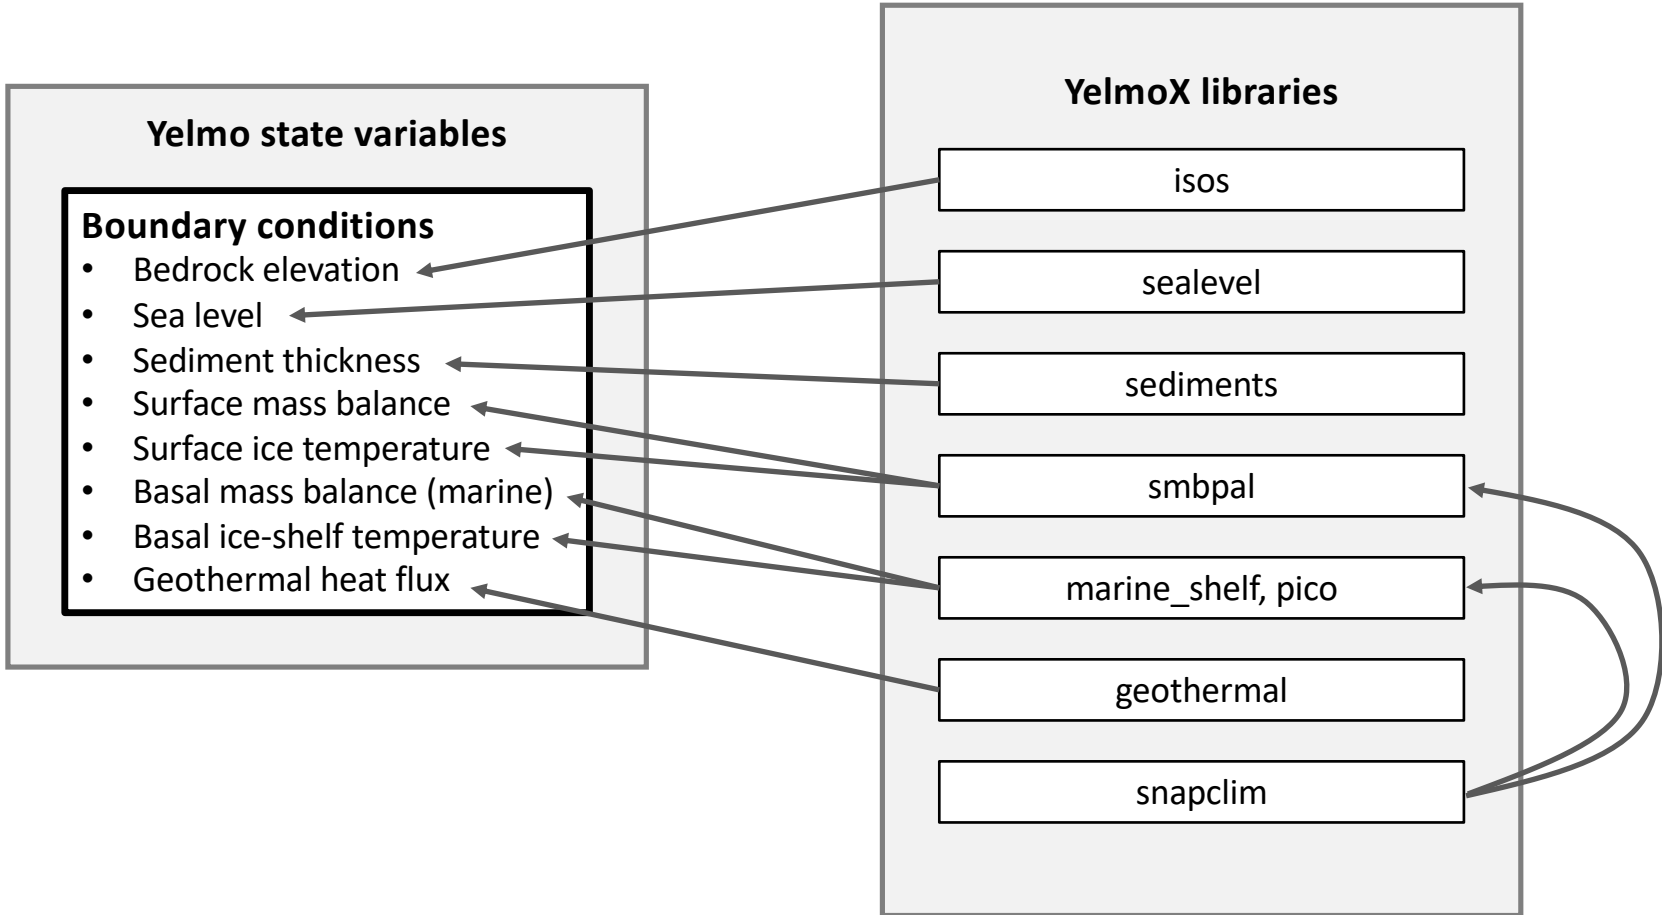 Yelmo state variables
Boundary conditions
• Bedrock elevation
• Sea level
• Sediment thickness
• Surface mass balance
• Surface ice temperature
• Basal mass balance (marine)
• Basal ice-shelf temperature
• Geothermal heat flux
YelmoX libraries
isos
sealevel
sediments
smbpal
marine_shelf, pico
geothermal
snapclim